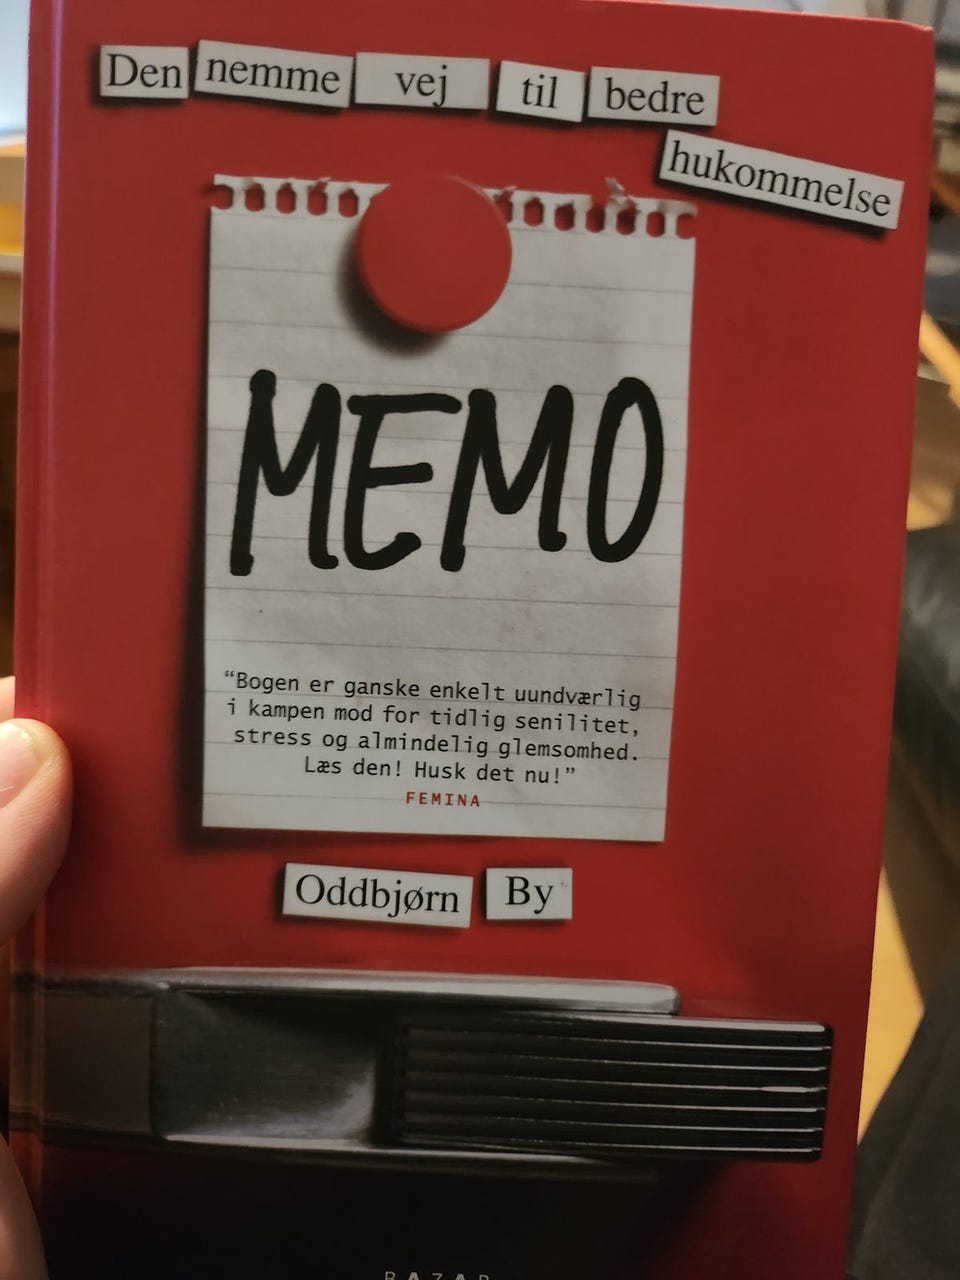 Den nemme vej til bedre
hukommelse
MEMO
“Bogen er ganske enkelt uundværlig
i kampen mod for tidlig senilitet,
stress og almindelig glemsomhed.
Læs den! Husk det nu!”
FEMINA
Oddbjørn By
BAZAR